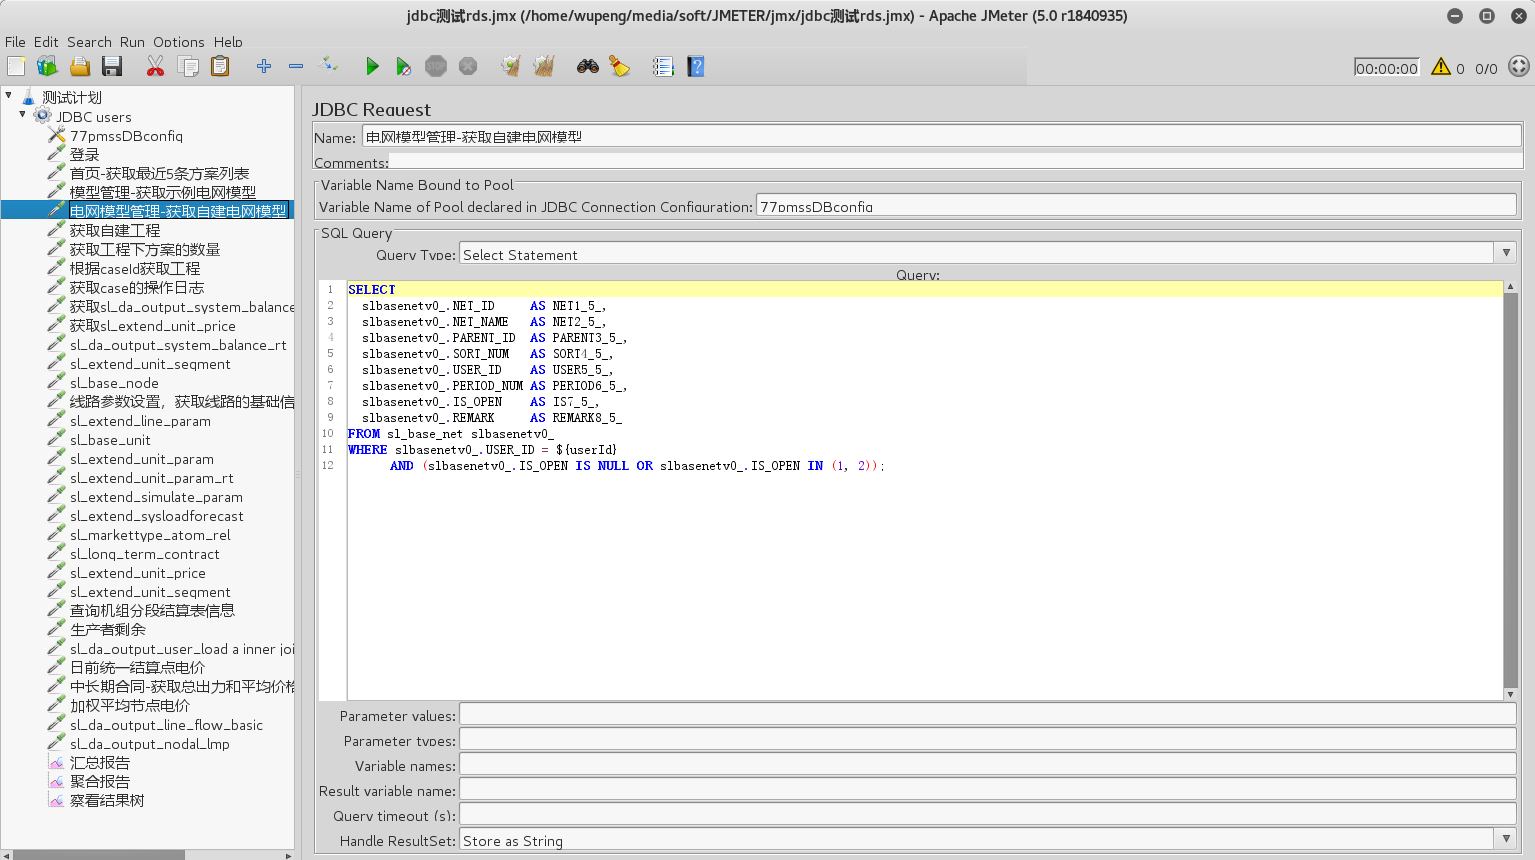 jdbc测试rds.jmx (/home/wupeng/media/soft/JMETER/jmx/jdbc测试rds.jmx) - Apache JMeter (5.0 r1840935)
File Edit Search Run Options Help
00:00:00 0 0/0
测试计划
JDBC users
77pmssDBconfig
登录
首页-获取最近5条方案列表
模型管理-获取示例电网模型
电网模型管理-获取自建电网模型
获取自建工程
获取工程下方案的数量
根据caseId获取工程
获取case的操作日志
获取sl_da_output_system_balance
获取sl_extend_unit_price
sl_da_output_system_balance_rt
sl_extend_unit_segment
sl_base_node
线路参数设置，获取线路的基础信
sl_extend_line_param
sl_base_unit
sl_extend_unit_param
sl_extend_unit_param_rt
sl_extend_simulate_param
sl_extend_sysloadforecast
sl_markettype_atom_rel
sl_long_term_contract
sl_extend_unit_price
sl_extend_unit_segment
查询机组分段结算表信息
生产者剩余
sl_da_output_user_load a inner joi
日前统一结算点电价
中长期合同-获取总出力和平均价格
加权平均节点电价
sl_da_output_line_flow_basic
sl_da_output_nodal_lmp
汇总报告
聚合报告
察看结果树
JDBC Request
Name: 电网模型管理-获取自建电网模型
Comments:
Variable Name Bound to Pool
Variable Name of Pool declared in JDBC Connection Configuration: 77pmssDBconfig
SQL Query
Query Type: Select Statement
Query:
1 SELECT
2 slbasenetv0_.NET_ID AS NET1_5_,
3 slbasenetv0_.NET_NAME AS NET2_5_,
4 slbasenetv0_.PARENT_ID AS PARENT3_5_,
5 slbasenetv0_.SORT_NUM AS SORT4_5_,
6 slbasenetv0_.USER_ID AS USER5_5_,
7 slbasenetv0_.PERIOD_NUM AS PERIOD6_5_,
8 slbasenetv0_.IS_OPEN AS IS7_5_,
9 slbasenetv0_.REMARK AS REMARK8_5_
10 FROM sl_base_net slbasenetv0_
11 WHERE slbasenetv0_.USER_ID = ${userId}
12 AND (slbasenetv0_.IS_OPEN IS NULL OR slbasenetv0_.IS_OPEN IN (1, 2));
Parameter values:
Parameter types:
Variable names:
Result variable name:
Query timeout (s):
Handle ResultSet: Store as String